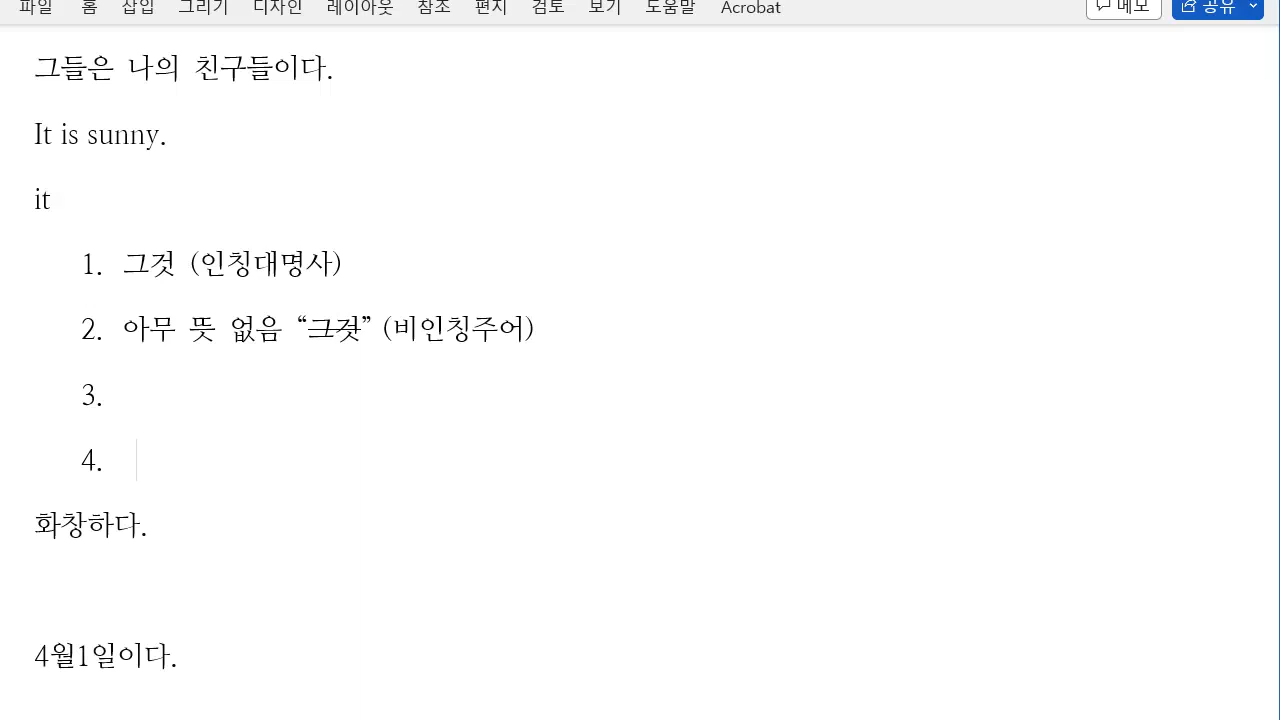 파일 홈 삽입 그리기 디자인 레이아웃 참조 편지 검토 보기 도움말 Acrobat 메모 공유
그들은 나의 친구들이다.
It is sunny.
it
1. 그것 (인칭대명사)
2. 아무 뜻 없음 “그것” (비인칭주어)
3.
4.
화창하다.
4월1일이다.